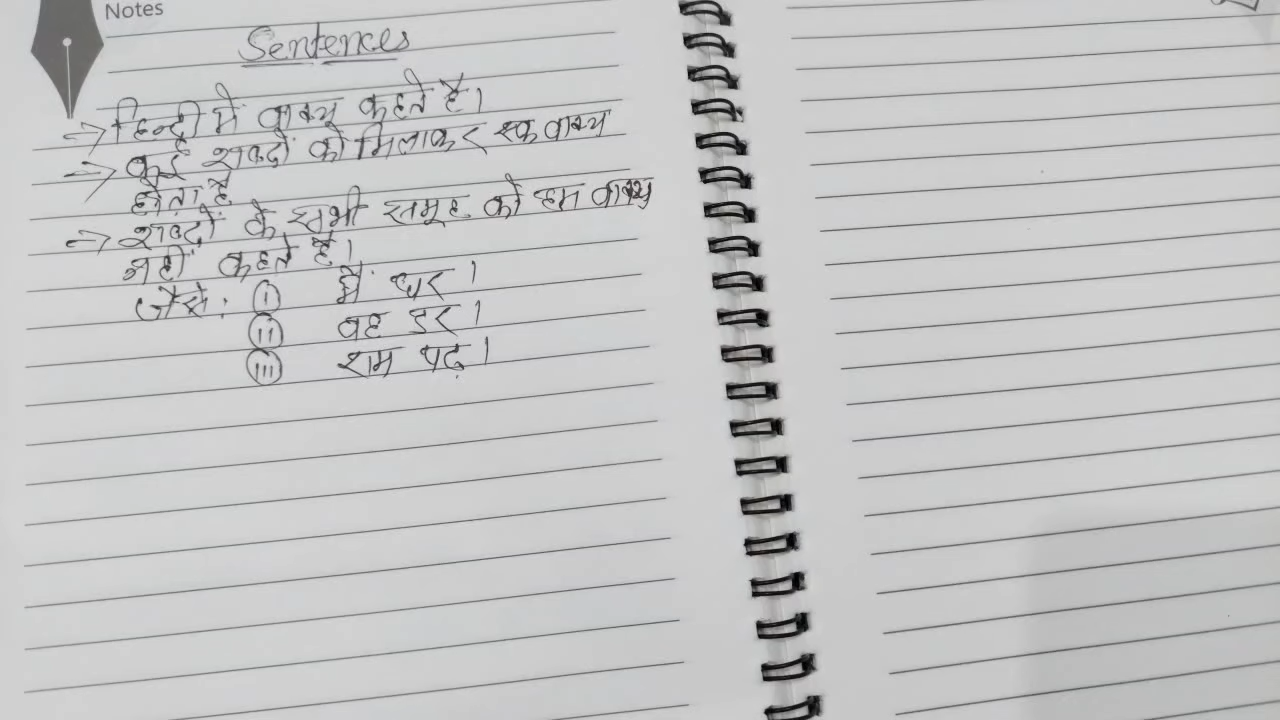 Notes
Sentences
→ हिन्दी में वाक्य कहते है।
→ कई शब्दों को मिलाकर एक वाक्य
होता है
→ शब्दों के सभी समूह को हम वाक्य
नहीं कहते है।
जैसे: (i) मैं घर।
(ii) वह डर।
(iii) राम पढ़।